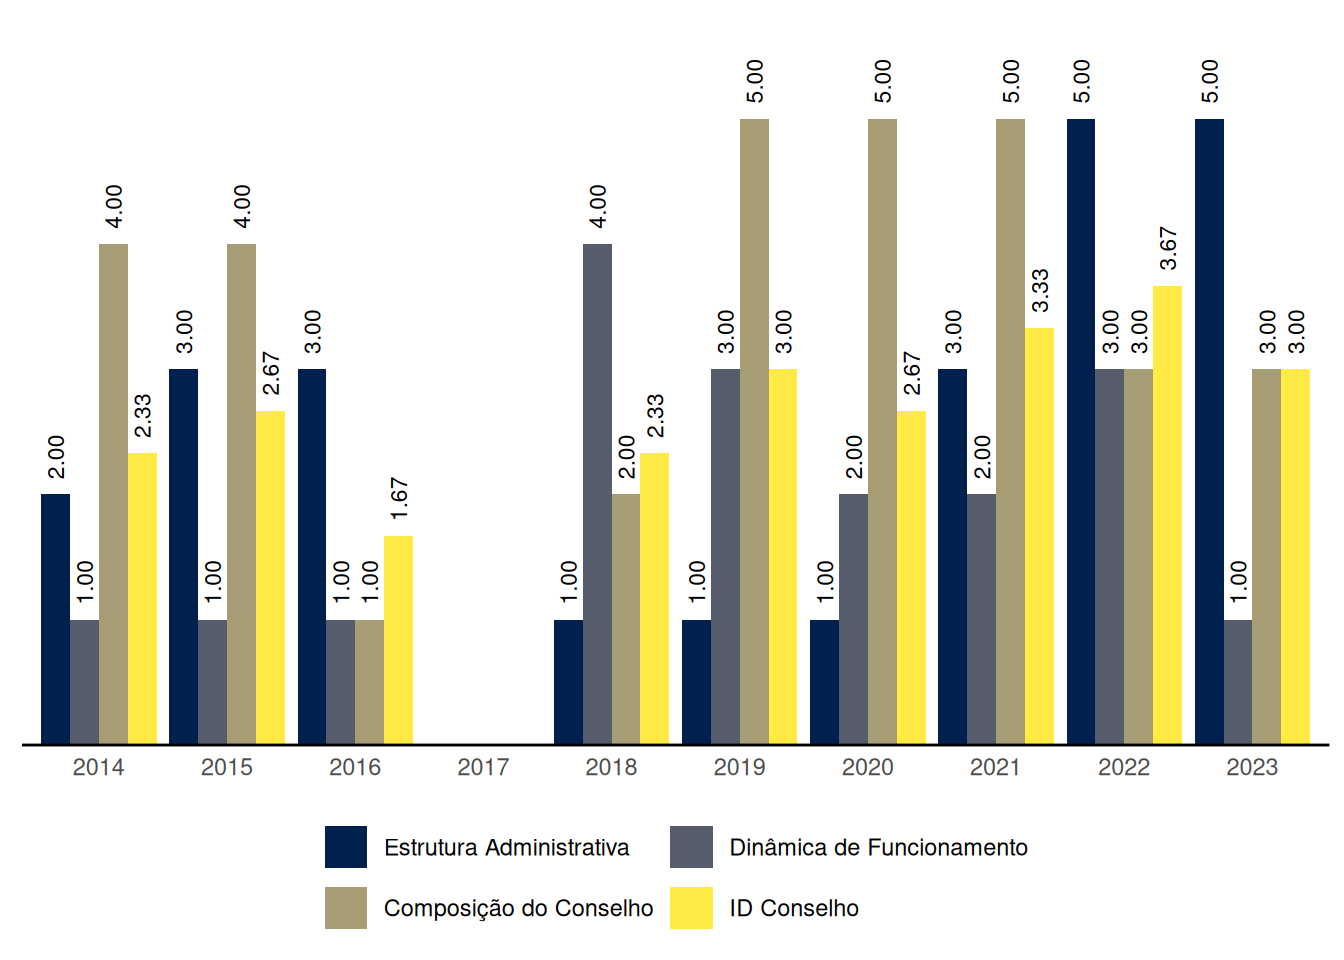 5.00 5.00 5.00 5.00 5.00
4.00 4.00 4.00
3.67
3.33
3.00 3.00 3.00 3.00 3.00 3.00 3.00 3.00 3.00
2.67 2.67
2.33 2.33
2.00 2.00 2.00 2.00
1.67
1.00 1.00 1.00 1.00 1.00 1.00 1.00 1.00
2014 2015 2016 2017 2018 2019 2020 2021 2022 2023
Estrutura Administrativa Dinâmica de Funcionamento
Composição do Conselho ID Conselho